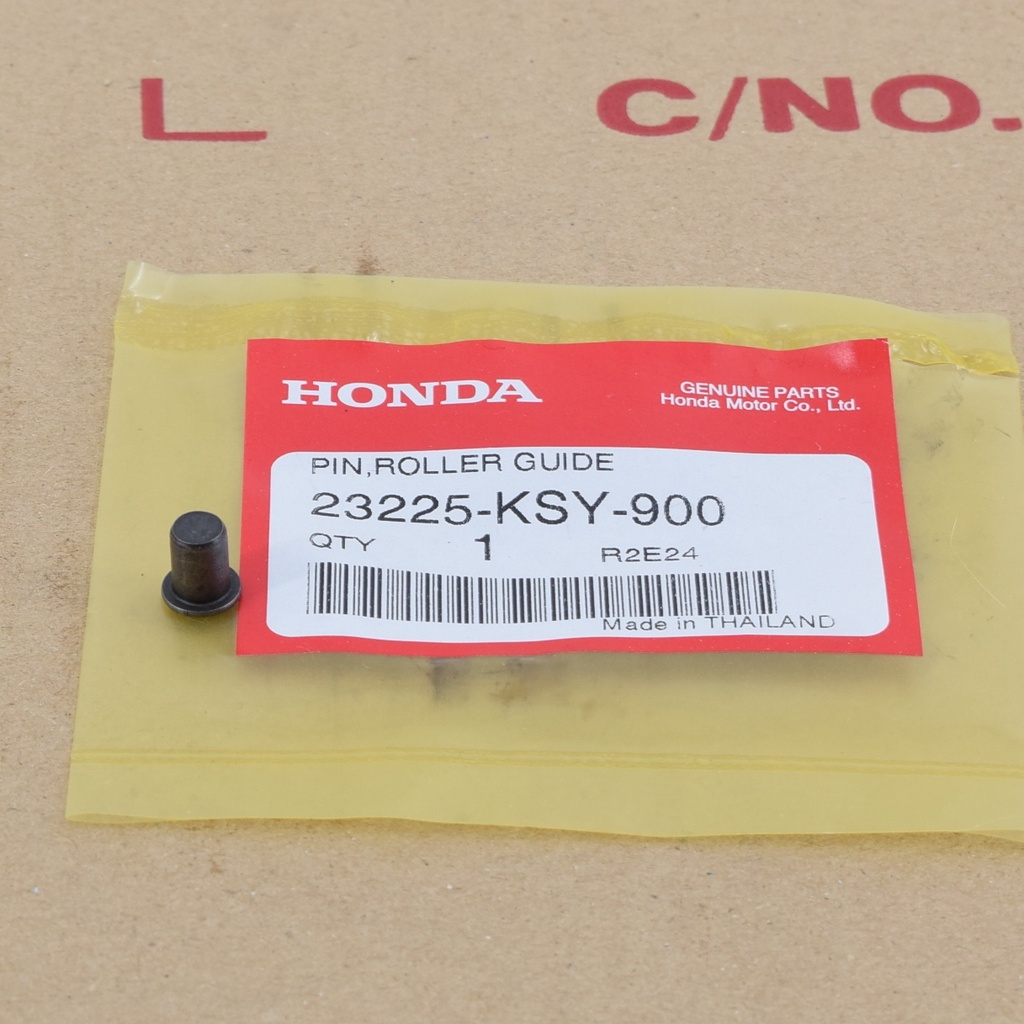 L C/NO.
HONDA
GENUINE PARTS
Honda Motor Co., Ltd.
PIN,ROLLER GUIDE
23225-KSY-900
QTY 1 R2E24
Made in THAILAND